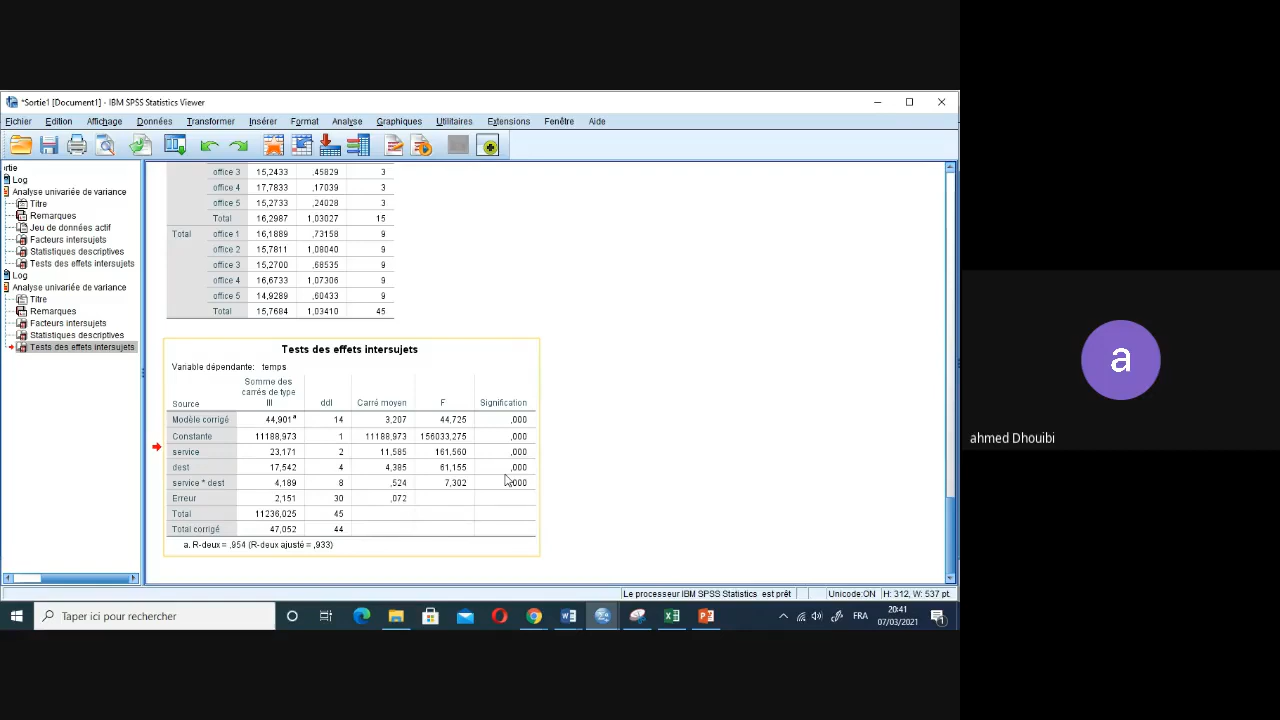 *Sortie1 [Document1] - IBM SPSS Statistics Viewer
Fichier Edition Affichage Données Transformer Insérer Format Analyse Graphiques Utilitaires Extensions Fenêtre Aide
rtie
Log
Analyse univariée de variance
Titre
Remarques
Jeu de données actif
Facteurs intersujets
Statistiques descriptives
Tests des effets intersujets
Log
Analyse univariée de variance
Titre
Remarques
Facteurs intersujets
Statistiques descriptives
Tests des effets intersujets
office 3 15,2433 ,45829 3
office 4 17,7833 ,17039 3
office 5 15,2733 ,24028 3
Total 16,2987 1,03027 15
Total office 1 16,1889 ,73158 9
office 2 15,7811 1,08040 9
office 3 15,2700 ,68535 9
office 4 16,6733 1,07306 9
office 5 14,9289 ,60433 9
Total 15,7684 1,03410 45
Tests des effets intersujets
Variable dépendante: temps
Source Somme des carrés de type III ddl Carré moyen F Signification
Modèle corrigé 44,901a 14 3,207 44,725 ,000
Constante 11188,973 1 11188,973 156033,275 ,000
service 23,171 2 11,585 161,560 ,000
dest 17,542 4 4,385 61,155 ,000
service * dest 4,189 8 ,524 7,302 ,000
Erreur 2,151 30 ,072
Total 11236,025 45
Total corrigé 47,052 44
a. R-deux = ,954 (R-deux ajusté = ,933)
Le processeur IBM SPSS Statistics est prêt Unicode:ON H: 312, W: 537 pt.
Taper ici pour rechercher
FRA
20:41
07/03/2021
1
a
ahmed Dhouibi